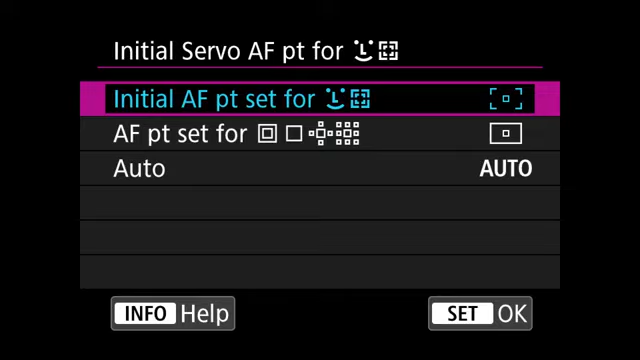 Initial Servo AF pt for
Initial AF pt set for
AF pt set for
Auto AUTO
INFO Help SET OK